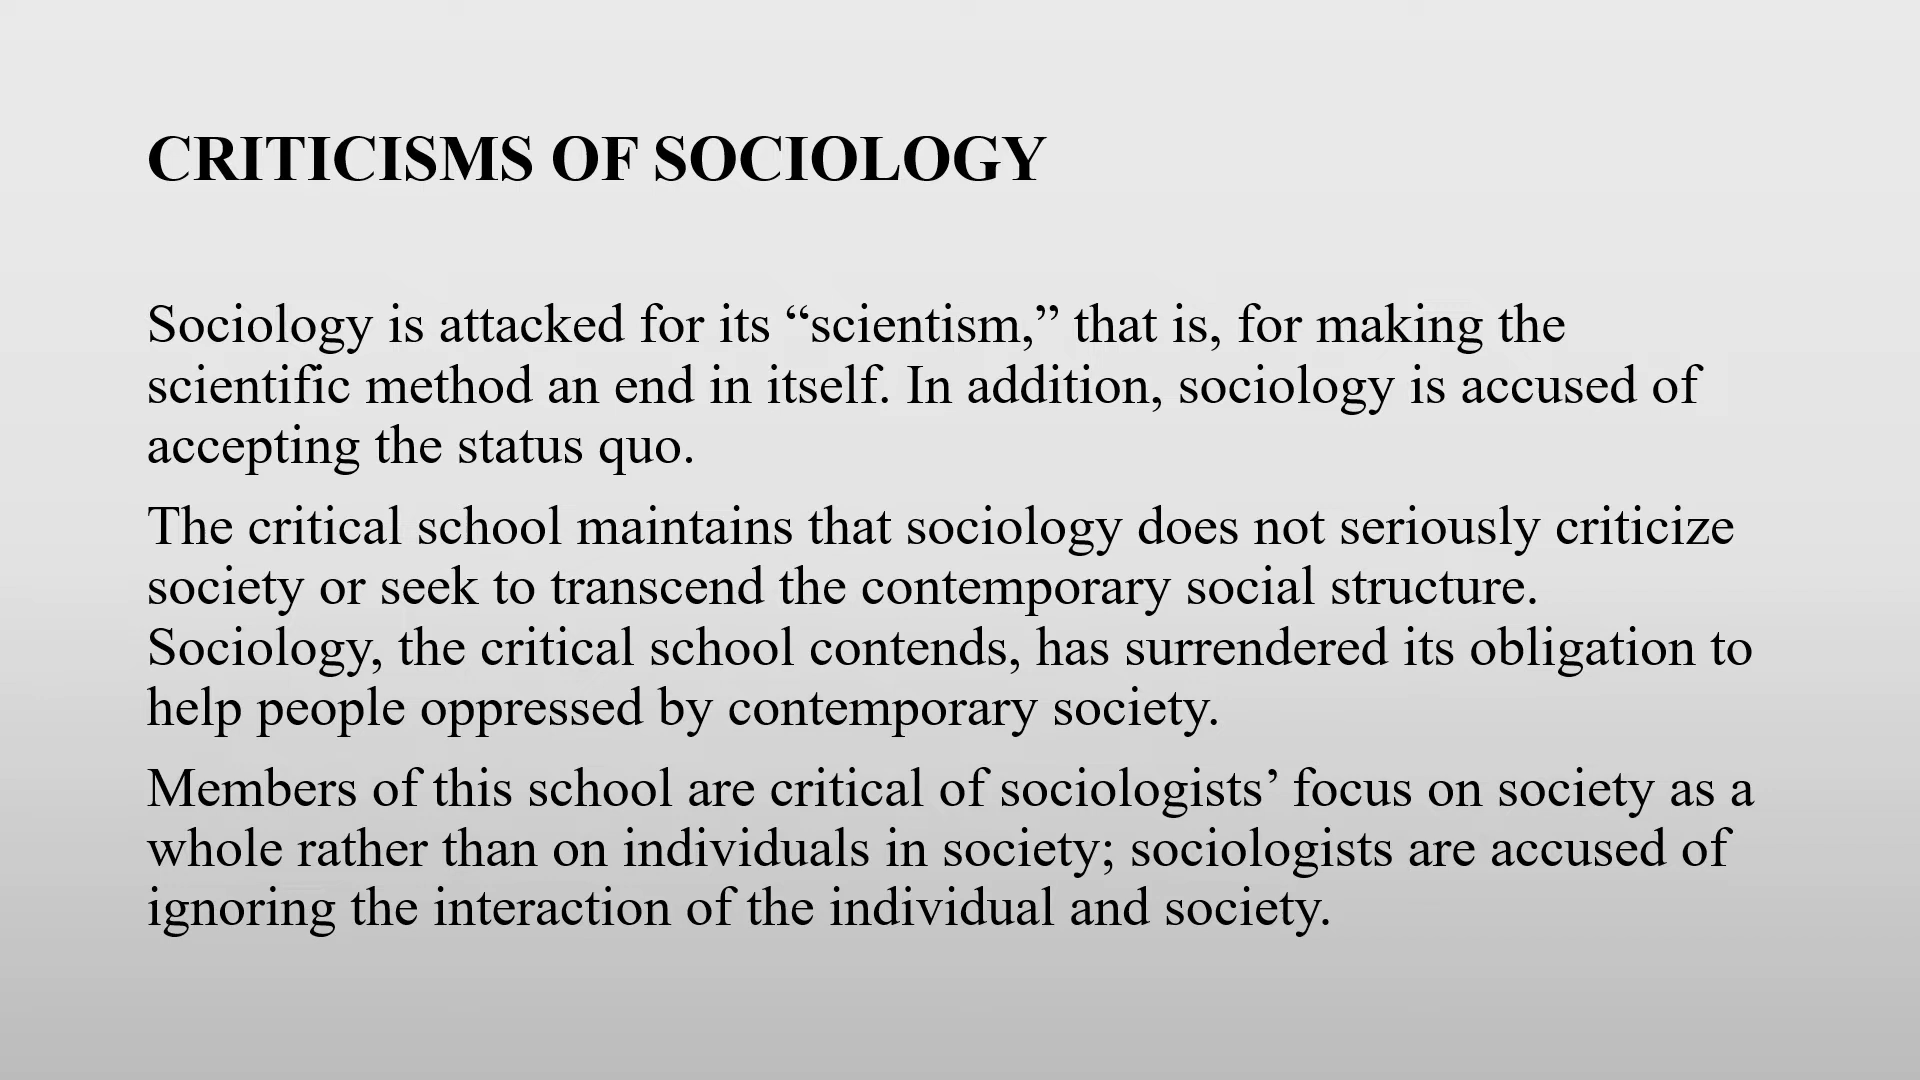 CRITICISMS OF SOCIOLOGY
Sociology is attacked for its “scientism,” that is, for making the
scientific method an end in itself. In addition, sociology is accused of
accepting the status quo.
The critical school maintains that sociology does not seriously criticize
society or seek to transcend the contemporary social structure.
Sociology, the critical school contends, has surrendered its obligation to
help people oppressed by contemporary society.
Members of this school are critical of sociologists’ focus on society as a
whole rather than on individuals in society; sociologists are accused of
ignoring the interaction of the individual and society.